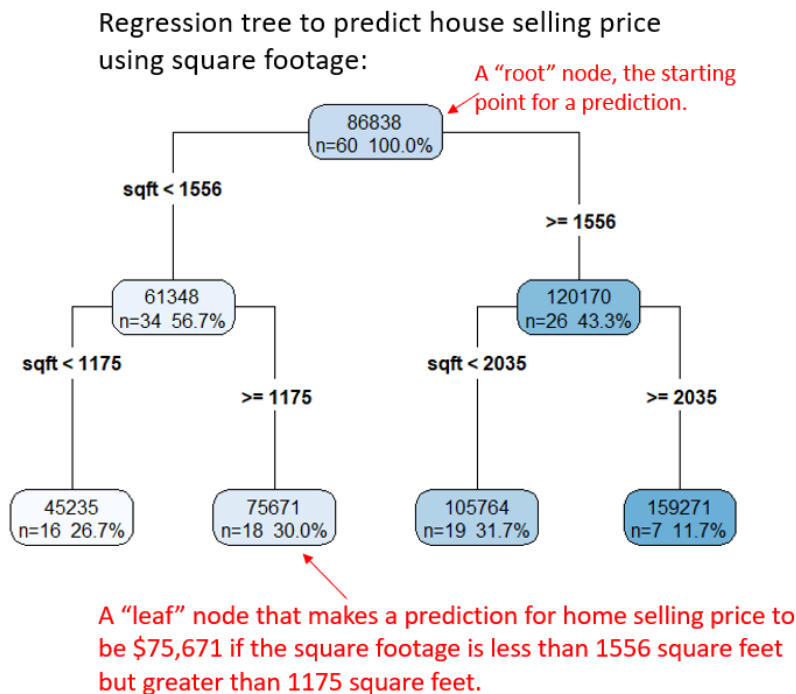 Regression tree to predict house selling price
using square footage:
A “root” node, the starting
point for a prediction.
86838
n=60 100.0%
sqft < 1556
>= 1556
61348
n=34 56.7%
120170
n=26 43.3%
sqft < 1175
>= 1175
sqft < 2035
>= 2035
45235
n=16 26.7%
75671
n=18 30.0%
105764
n=19 31.7%
159271
n=7 11.7%
A “leaf” node that makes a prediction for home selling price to
be $75,671 if the square footage is less than 1556 square feet
but greater than 1175 square feet.